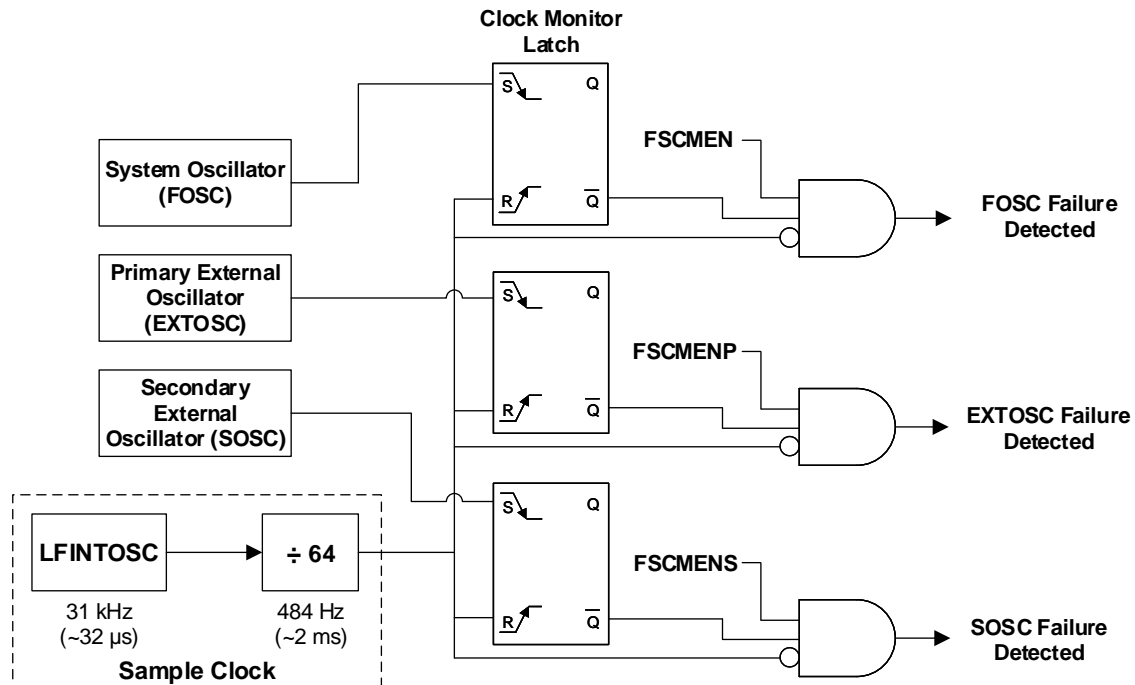 Clock Monitor
Latch
S
Q
R
Q
System Oscillator
(FOSC)
FSCMEN
FOSC Failure
Detected
Primary External
Oscillator
(EXTOSC)
S
Q
R
Q
FSCMENP
EXTOSC Failure
Detected
Secondary
External
Oscillator (SOSC)
S
Q
R
Q
FSCMENS
SOSC Failure
Detected
LFINTOSC
÷ 64
31 kHz
(~32 µs)
484 Hz
(~2 ms)
Sample Clock